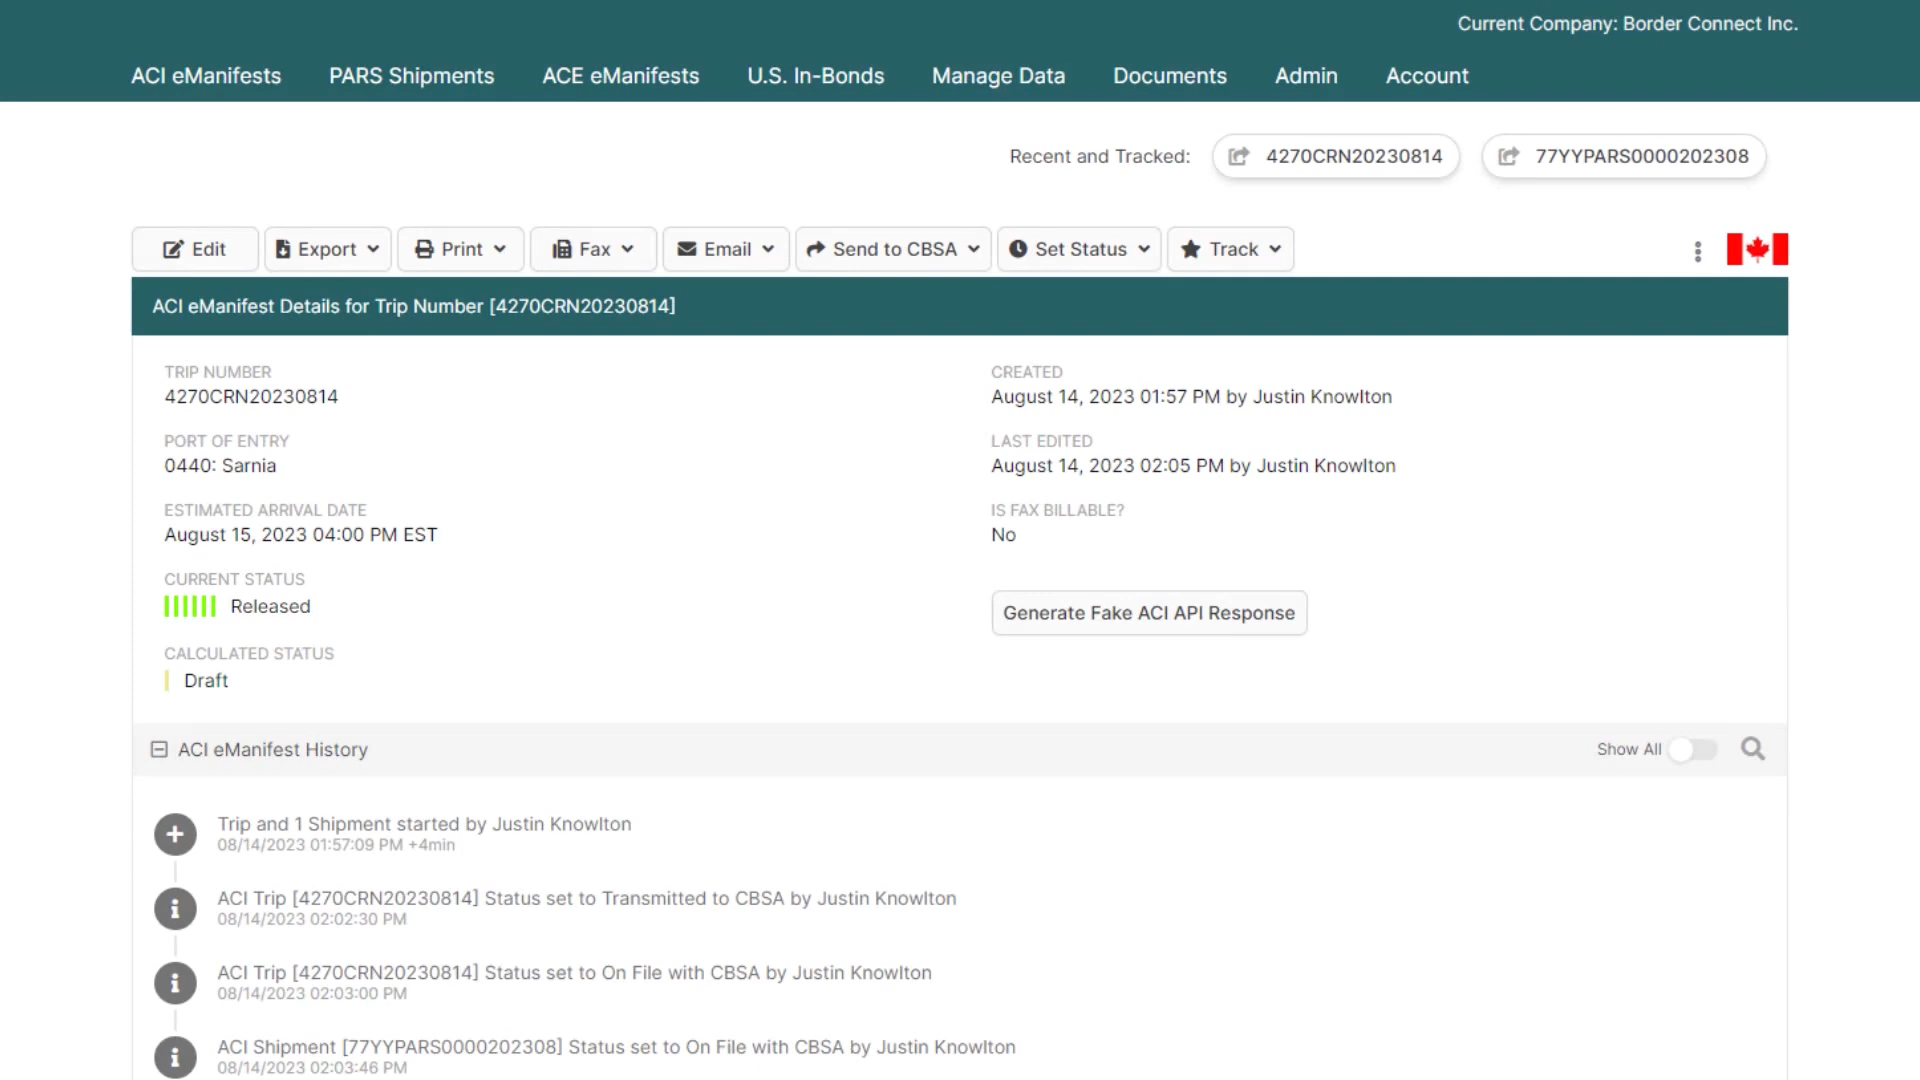 Current Company: Border Connect Inc.
ACI eManifests PARS Shipments ACE eManifests U.S. In-Bonds Manage Data Documents Admin Account
Recent and Tracked: 4270CRN20230814 77YYPARS0000202308
Edit Export Print Fax Email Send to CBSA Set Status Track
ACI eManifest Details for Trip Number [4270CRN20230814]
TRIP NUMBER
4270CRN20230814
PORT OF ENTRY
0440: Sarnia
ESTIMATED ARRIVAL DATE
August 15, 2023 04:00 PM EST
CURRENT STATUS
Released
CALCULATED STATUS
Draft
CREATED
August 14, 2023 01:57 PM by Justin Knowlton
LAST EDITED
August 14, 2023 02:05 PM by Justin Knowlton
IS FAX BILLABLE?
No
Generate Fake ACI API Response
ACI eManifest History Show All
Trip and 1 Shipment started by Justin Knowlton
08/14/2023 01:57:09 PM +4min
ACI Trip [4270CRN20230814] Status set to Transmitted to CBSA by Justin Knowlton
08/14/2023 02:02:30 PM
ACI Trip [4270CRN20230814] Status set to On File with CBSA by Justin Knowlton
08/14/2023 02:03:00 PM
ACI Shipment [77YYPARS0000202308] Status set to On File with CBSA by Justin Knowlton
08/14/2023 02:03:46 PM